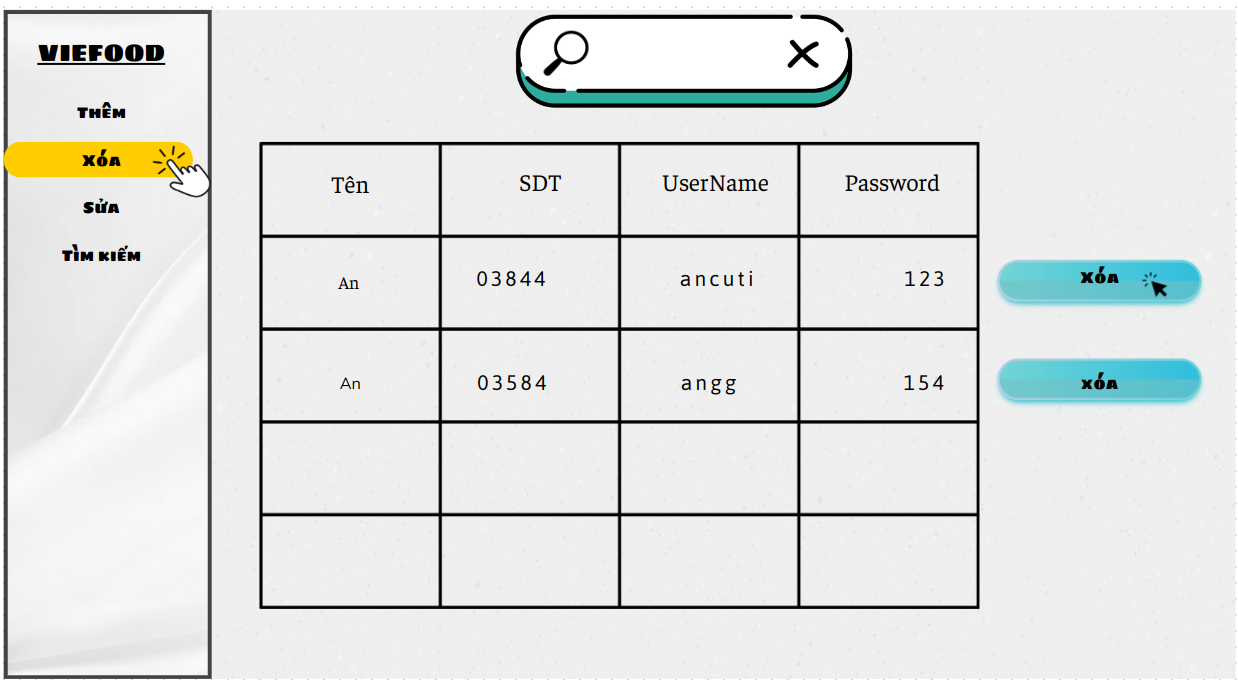 VIEFOOD
THÊM
XÓA
SỬA
TÌM KIẾM
Tên SDT UserName Password
An 03844 ancuti 123 XÓA
An 03584 angg 154 XÓA